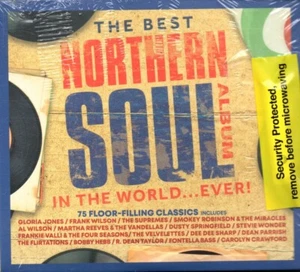 THE BEST
NORTHERN
SOUL
ALBUM
IN THE WORLD...EVER!
75 FLOOR-FILLING CLASSICS INCLUDES
GLORIA JONES / FRANK WILSON / THE SUPREMES / SMOKEY ROBINSON & THE MIRACLES
AL WILSON / MARTHA REEVES & THE VANDELLAS / DUSTY SPRINGFIELD / STEVIE WONDER
FRANKIE VALLI & THE FOUR SEASONS / THE VELVELETTES / DEE DEE SHARP / DEAN PARRISH
THE FLIRTATIONS / BOBBY HEBB / R. DEAN TAYLOR / FONTELLA BASS / CAROLYN CRAWFORD
Security Protected,
remove before microwaving